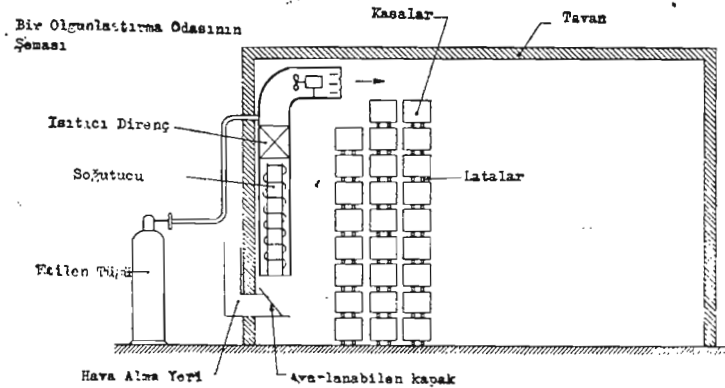 Bir Olgunlaştırma Odasının
Şeması
Kasalar
Tavan
Isıtıcı Direnç
Soğutucu
Latalar
Etilen Tüpü
Hava Alma Yeri
Ayarlanabilen kapak